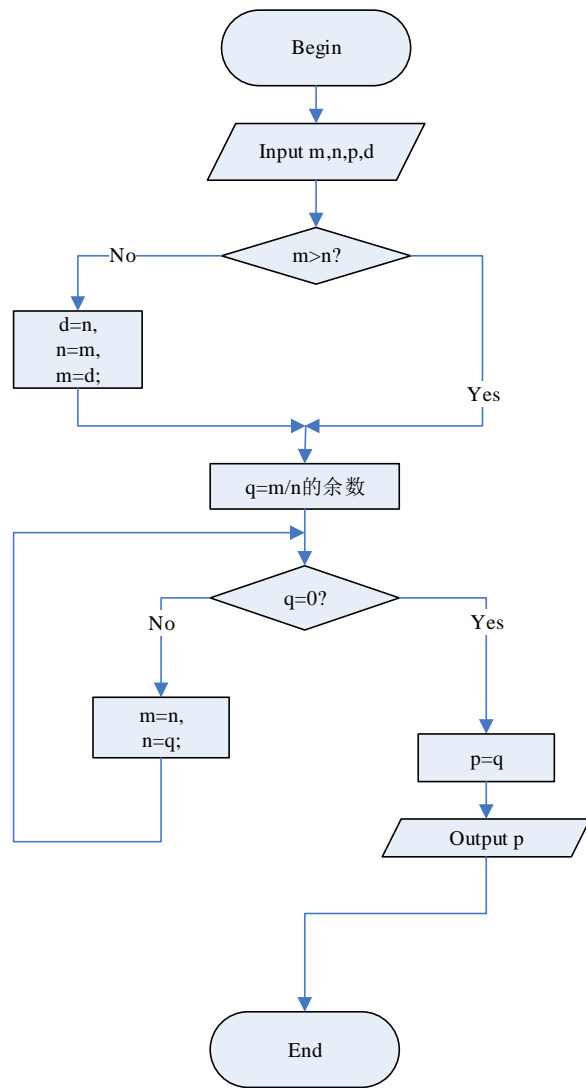 Begin
Input m,n,p,d
m>n?
No
d=n,
n=m,
m=d;
Yes
q=m/n的余数
q=0?
No
Yes
m=n,
n=q;
p=q
Output p
End